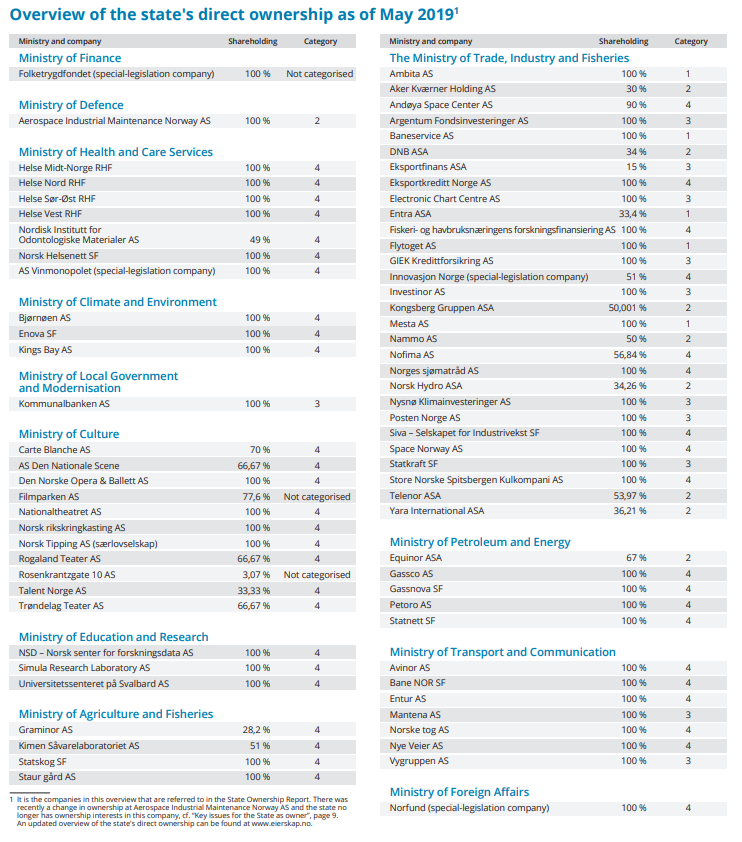 Overview of the state's direct ownership as of May 2019¹
Ministry and company Shareholding Category
Ministry of Finance
Folketrygdfondet (special-legislation company) 100 % Not categorised
Ministry of Defence
Aerospace Industrial Maintenance Norway AS 100 % 2
Ministry of Health and Care Services
Helse Midt-Norge RHF 100 % 4
Helse Nord RHF 100 % 4
Helse Sør-Øst RHF 100 % 4
Helse Vest RHF 100 % 4
Nordisk Institutt for
Odontologiske Materialer AS 49 % 4
Norsk Helsenett SF 100 % 4
AS Vinmonopolet (special-legislation company) 100 % 4
Ministry of Climate and Environment
Bjørnøen AS 100 % 4
Enova SF 100 % 4
Kings Bay AS 100 % 4
Ministry of Local Government
and Modernisation
Kommunalbanken AS 100 % 3
Ministry of Culture
Carte Blanche AS 70 % 4
AS Den Nationale Scene 66,67 % 4
Den Norske Opera & Ballett AS 100 % 4
Filmparken AS 77,6 % Not categorised
Nationaltheatret AS 100 % 4
Norsk rikskringkasting AS 100 % 4
Norsk Tipping AS (særlovselskap) 100 % 4
Rogaland Teater AS 66,67 % 4
Rosenkrantzgate 10 AS 3,07 % Not categorised
Talent Norge AS 33,33 % 4
Trøndelag Teater AS 66,67 % 4
Ministry of Education and Research
NSD – Norsk senter for forskningsdata AS 100 % 4
Simula Research Laboratory AS 100 % 4
Universitetssenteret på Svalbard AS 100 % 4
Ministry of Agriculture and Fisheries
Graminor AS 28,2 % 4
Kimen Såvarelaboratoriet AS 51 % 4
Statskog SF 100 % 4
Staur gård AS 100 % 4
1 It is the companies in this overview that are referred to in the State Ownership Report. There was
recently a change in ownership at Aerospace Industrial Maintenance Norway AS and the state no
longer has ownership interests in this company, cf. “Key issues for the State as owner”, page 9.
An updated overview of the state’s direct ownership can be found at www.eierskap.no.
Ministry and company Shareholding Category
The Ministry of Trade, Industry and Fisheries
Ambita AS 100 % 1
Aker Kværner Holding AS 30 % 2
Andøya Space Center AS 90 % 4
Argentum Fondsinvesteringer AS 100 % 3
Baneservice AS 100 % 1
DNB ASA 34 % 2
Eksportfinans ASA 15 % 3
Eksportkreditt Norge AS 100 % 4
Electronic Chart Centre AS 100 % 3
Entra ASA 33,4 % 1
Fiskeri- og havbruksnæringens forskningsfinansiering AS 100 % 4
Flytoget AS 100 % 1
GIEK Kredittforsikring AS 100 % 3
Innovasjon Norge (special-legislation company) 51 % 4
Investinor AS 100 % 3
Kongsberg Gruppen ASA 50,001 % 2
Mesta AS 100 % 1
Nammo AS 50 % 2
Nofima AS 56,84 % 4
Norges sjømatråd AS 100 % 4
Norsk Hydro ASA 34,26 % 2
Nysnø Klimainvesteringer AS 100 % 3
Posten Norge AS 100 % 3
Siva – Selskapet for Industrivekst SF 100 % 4
Space Norway AS 100 % 4
Statkraft SF 100 % 3
Store Norske Spitsbergen Kulkompani AS 100 % 4
Telenor ASA 53,97 % 2
Yara International ASA 36,21 % 2
Ministry of Petroleum and Energy
Equinor ASA 67 % 2
Gassco AS 100 % 4
Gassnova SF 100 % 4
Petoro AS 100 % 4
Statnett SF 100 % 4
Ministry of Transport and Communication
Avinor AS 100 % 4
Bane NOR SF 100 % 4
Entur AS 100 % 4
Mantena AS 100 % 3
Norske tog AS 100 % 4
Nye Veier AS 100 % 4
Vygruppen AS 100 % 3
Ministry of Foreign Affairs
Norfund (special-legislation company) 100 % 4